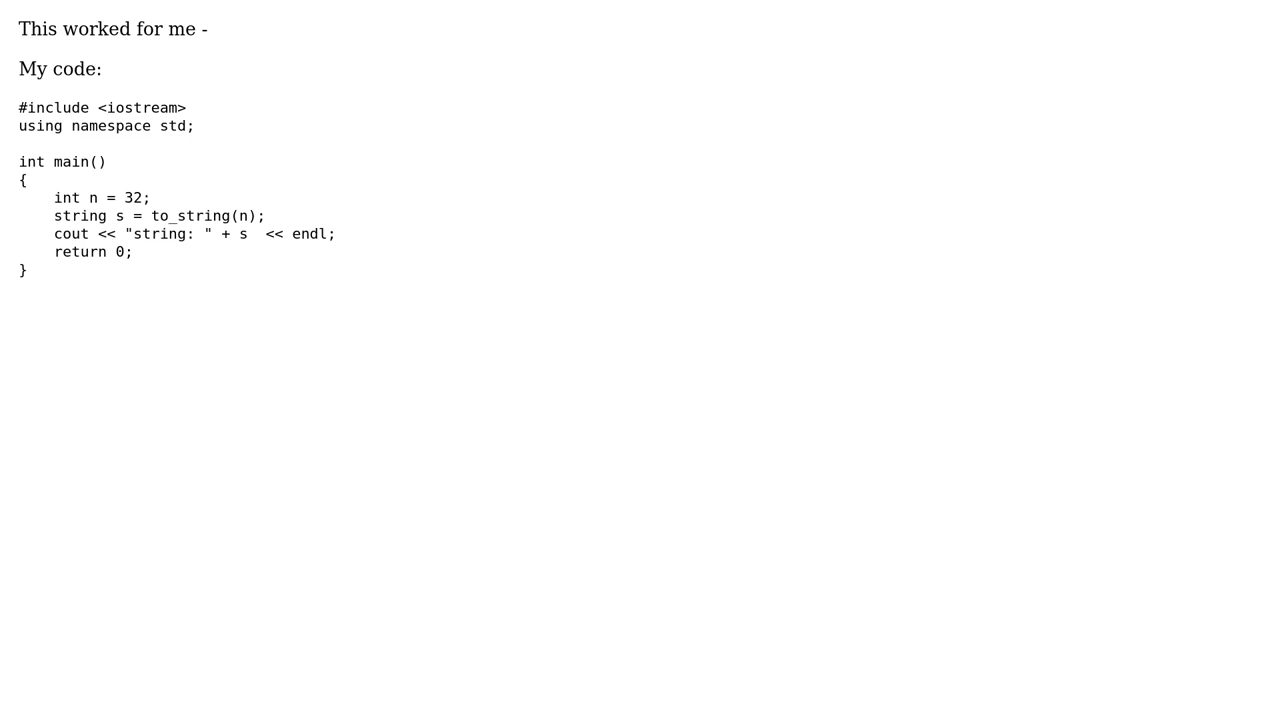 This worked for me -
My code:
#include <iostream>
using namespace std;
int main()
{
    int n = 32;
    string s = to_string(n);
    cout << "string: " + s  << endl;
    return 0;
}